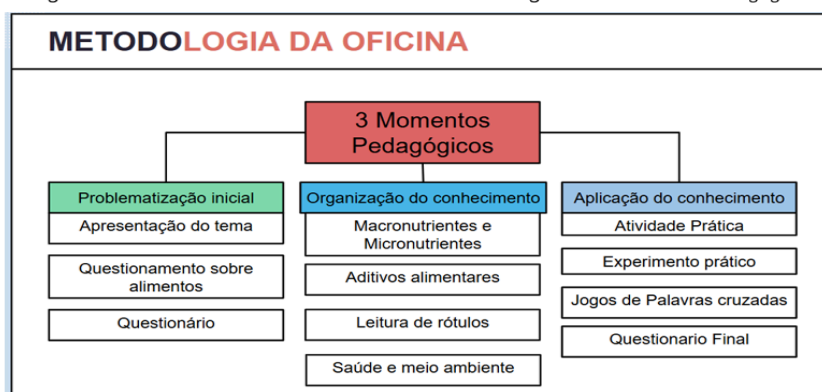 METODOLOGIA DA OFICINA
3 Momentos
Pedagógicos
Problematização inicial
Apresentação do tema
Questionamento sobre
alimentos
Questionário
Organização do conhecimento
Macronutrientes e
Micronutrientes
Aditivos alimentares
Leitura de rótulos
Saúde e meio ambiente
Aplicação do conhecimento
Atividade Prática
Experimento prático
Jogos de Palavras cruzadas
Questionario Final